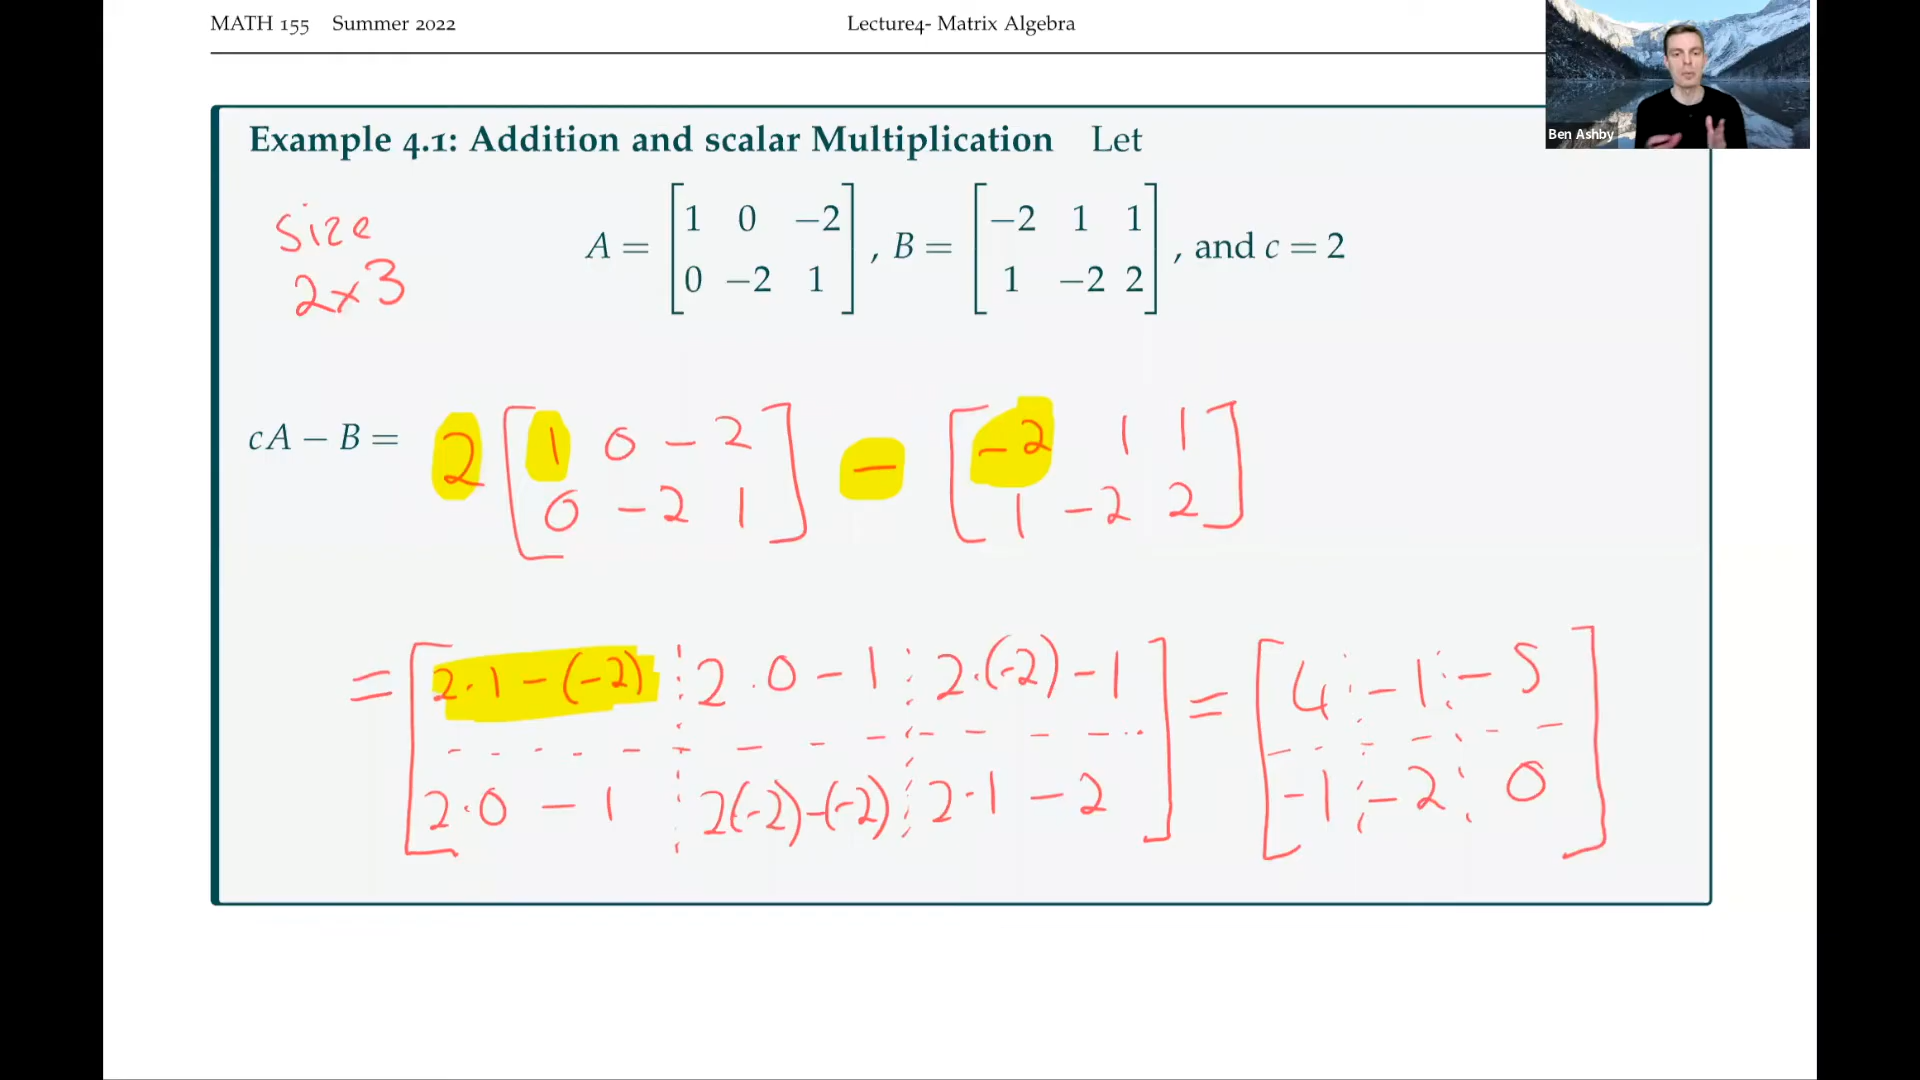 MATH 155 Summer 2022 Lecture4- Matrix Algebra
Ben Ashby
Example 4.1: Addition and scalar Multiplication Let
size
2x3
A = [1 0 −2; 0 −2 1], B = [−2 1 1; 1 −2 2], and c = 2
cA − B = 2 [1 0 −2; 0 −2 1] − [−2 1 1; 1 −2 2]
= [2·1 − (−2) 2·0 − 1 2·(−2) − 1; 2·0 − 1 2(−2)−(−2) 2·1 − 2] = [4 −1 −5; −1 −2 0]